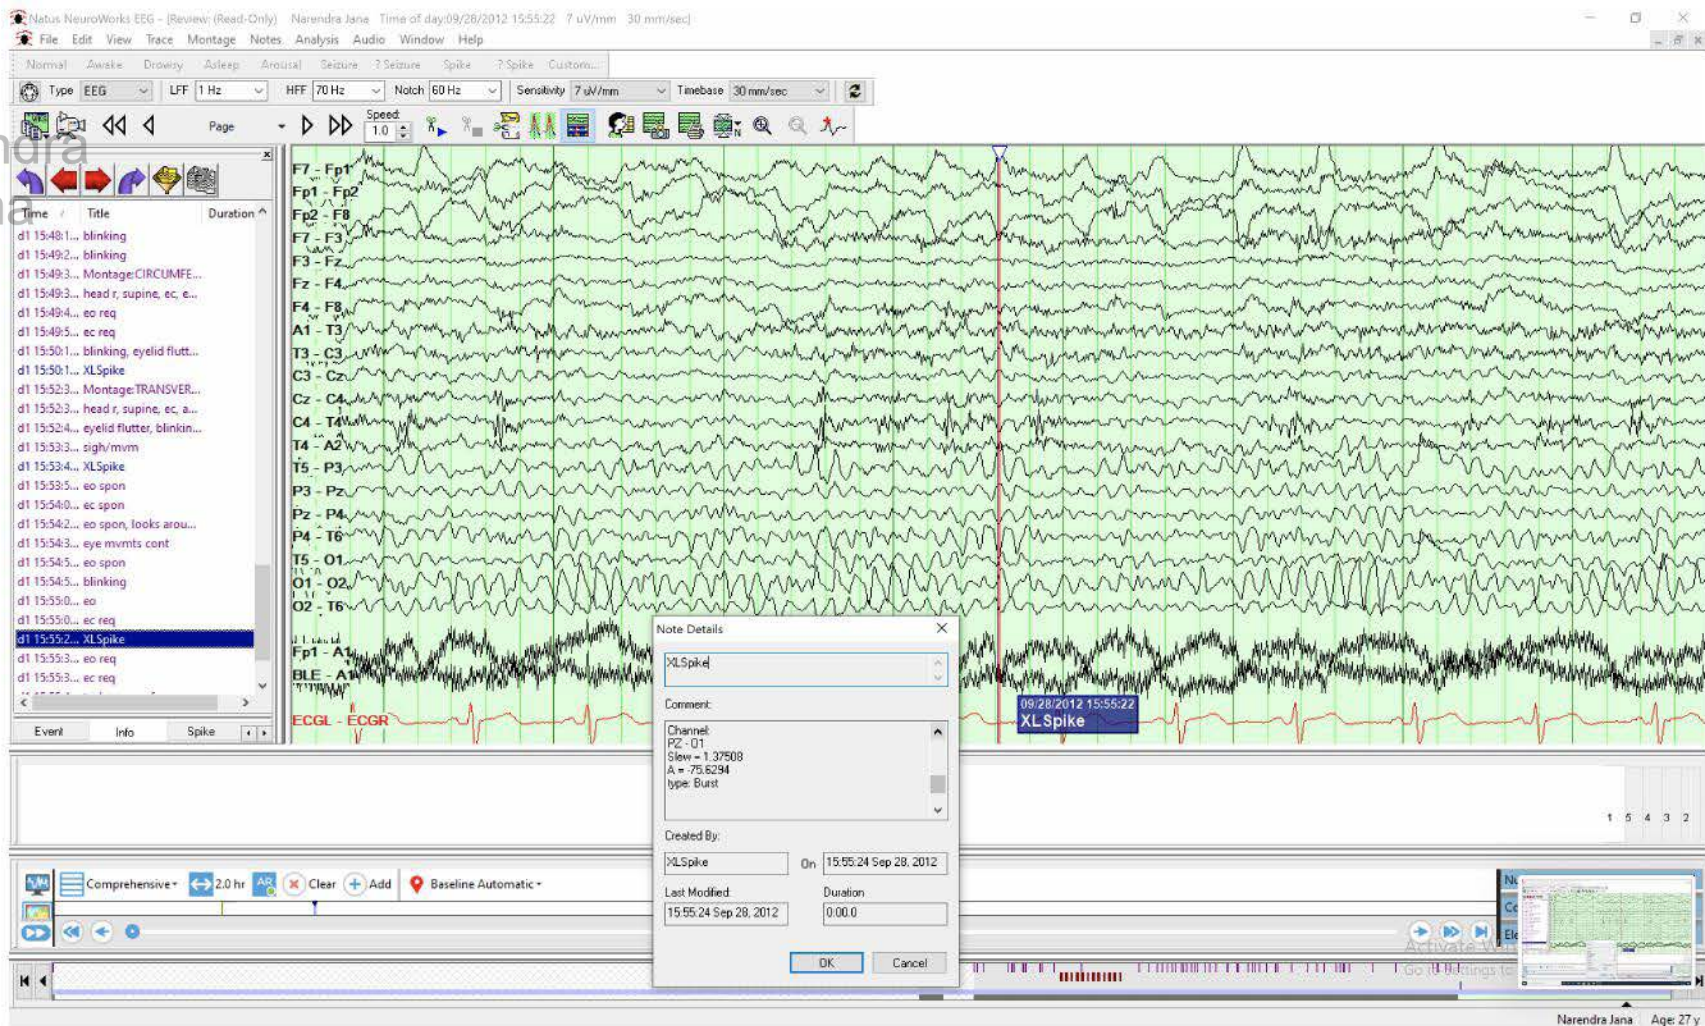 Natus NeuroWorks EEG - [Review: (Read-Only) Narendra Jana Time of day:09/28/2012 15:55:22 7 uV/mm 30 mm/sec]
File Edit View Trace Montage Notes Analysis Audio Window Help
Normal Awake Drowsy Asleep Arousal Seizure ? Seizure Spike ? Spike Custom...
Type EEG LFF 1 Hz HFF 70 Hz Notch 60 Hz Sensitivity 7 uV/mm Timebase 30 mm/sec
Page Speed: 1.0
Time / Title Duration
d1 15:48:1... blinking
d1 15:49:2... blinking
d1 15:49:3... Montage:CIRCUMFE...
d1 15:49:3... head r, supine, ec, e...
d1 15:49:4... eo req
d1 15:49:5... ec req
d1 15:50:1... blinking, eyelid flutt...
d1 15:50:1... XLSpike
d1 15:52:3... Montage:TRANSVER...
d1 15:52:3... head r, supine, ec, a...
d1 15:52:4... eyelid flutter, blinkin...
d1 15:53:3... sigh/mvm
d1 15:53:4... XLSpike
d1 15:53:5... eo spon
d1 15:54:0... ec spon
d1 15:54:2... eo spon, looks arou...
d1 15:54:3... eye mvmts cont
d1 15:54:5... eo spon
d1 15:54:5... blinking
d1 15:55:0... eo
d1 15:55:0... ec req
d1 15:55:2... XLSpike
d1 15:55:3... eo req
d1 15:55:3... ec req
Event Info Spike
F7 - Fp1
Fp1 - Fp2
Fp2 - F8
F7 - F3
F3 - Fz
Fz - F4
F4 - F8
A1 - T3
T3 - C3
C3 - Cz
Cz - C4
C4 - T4
T4 - A2
T5 - P3
P3 - Pz
Pz - P4
P4 - T6
T5 - O1
O1 - O2
O2 - T6
Fp1 - A1
BLE - A1
ECGL - ECGR
09/28/2012 15:55:22
XLSpike
Note Details
XLSpike
Comment:
Channel:
PZ - O1
Slew = 1.37508
A = -75.6294
type: Burst
Created By:
XLSpike On 15:55:24 Sep 28, 2012
Last Modified: Duration
15:55:24 Sep 28, 2012 0:00.0
OK Cancel
1 5 4 3 2
Comprehensive 2.0 hr AR Clear Add Baseline Automatic
Narendra Jana Age: 27 y